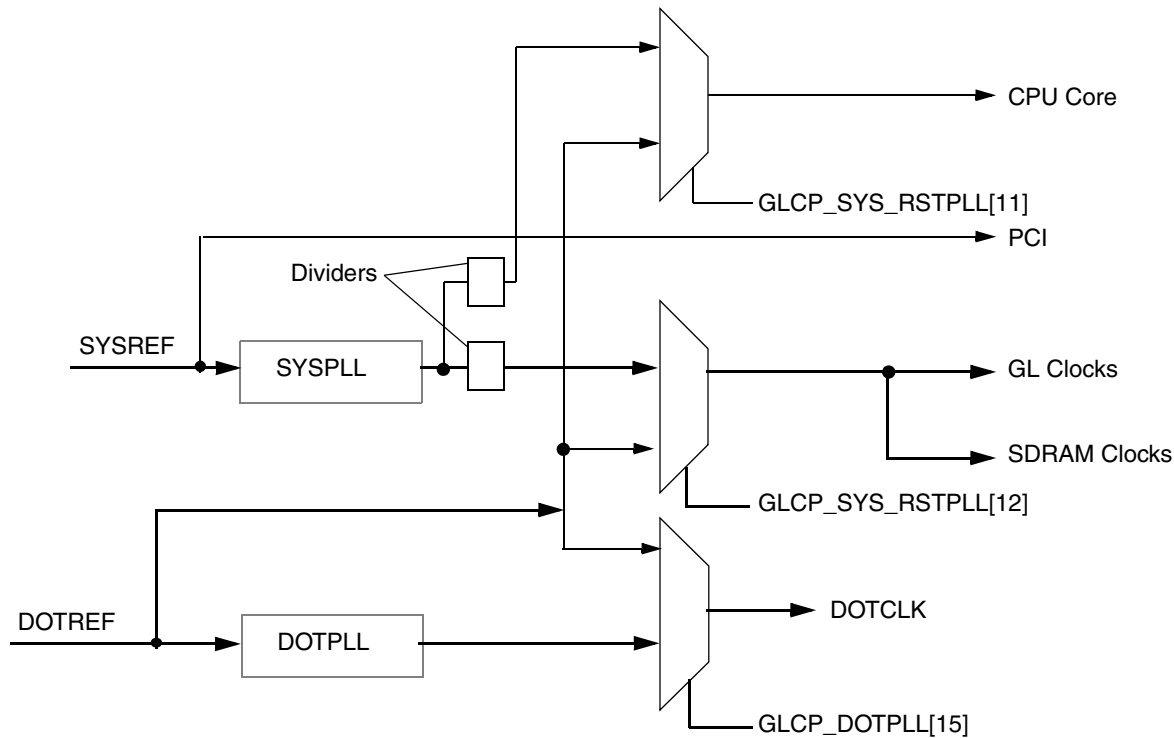 CPU Core
GLCP_SYS_RSTPLL[11]
PCI
Dividers
SYSREF
SYSPLL
GL Clocks
SDRAM Clocks
GLCP_SYS_RSTPLL[12]
DOTREF
DOTPLL
DOTCLK
GLCP_DOTPLL[15]